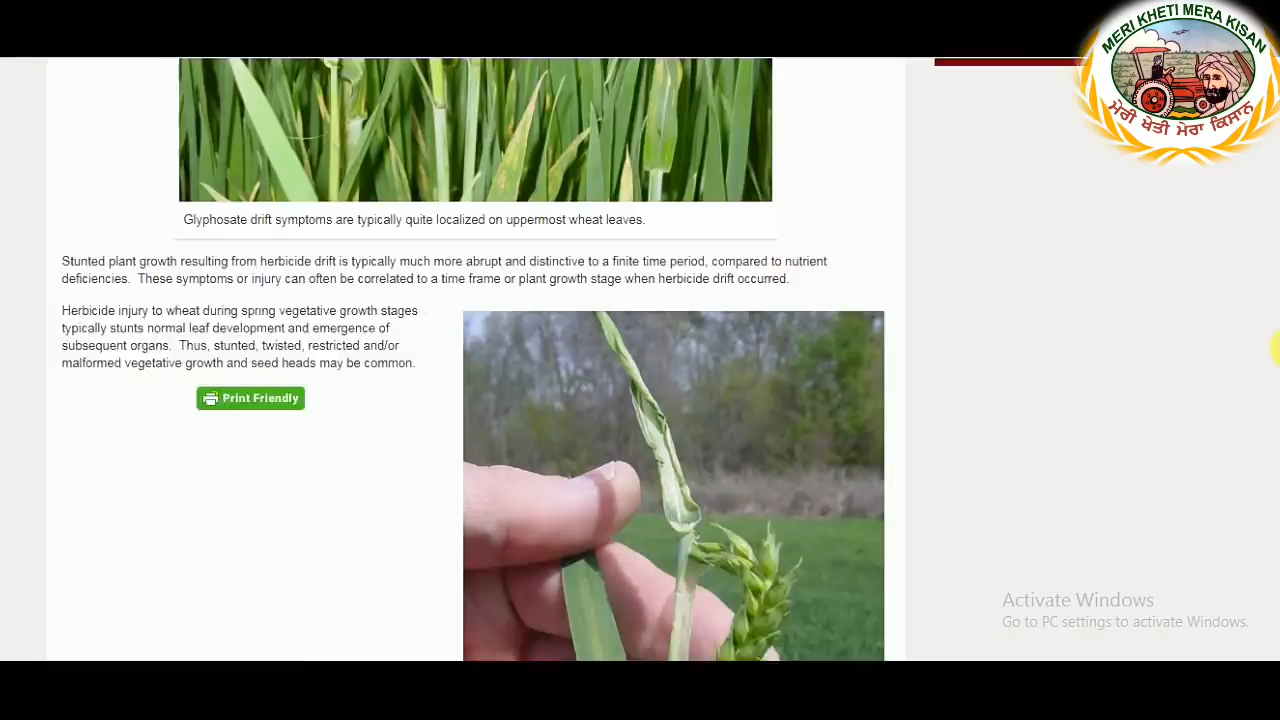 MERI KHETI MERA KISAN
ਮੇਰੀ ਖੇਤੀ ਮੇਰਾ ਕਿਸਾਨ
Glyphosate drift symptoms are typically quite localized on uppermost wheat leaves.
Stunted plant growth resulting from herbicide drift is typically much more abrupt and distinctive to a finite time period, compared to nutrient
deficiencies. These symptoms or injury can often be correlated to a time frame or plant growth stage when herbicide drift occurred.
Herbicide injury to wheat during spring vegetative growth stages
typically stunts normal leaf development and emergence of
subsequent organs. Thus, stunted, twisted, restricted and/or
malformed vegetative growth and seed heads may be common.
Print Friendly
Activate Windows
Go to PC settings to activate Windows.